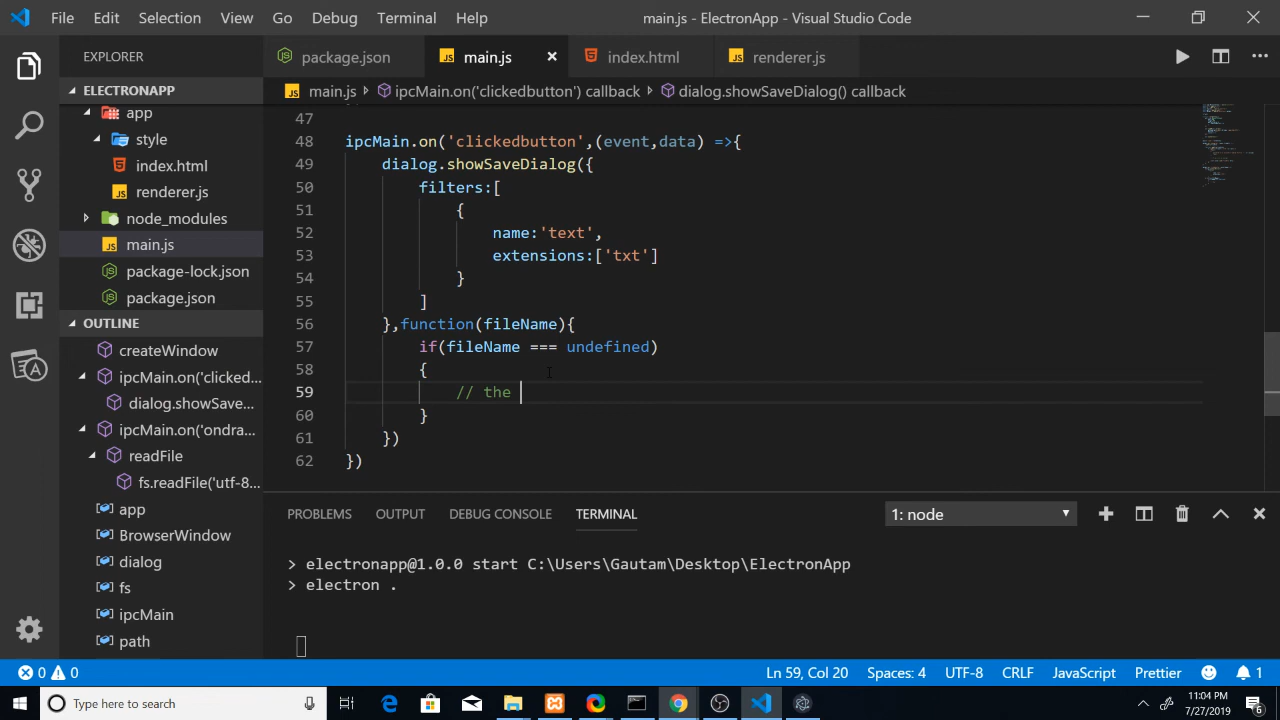 File Edit Selection View Go Debug Terminal Help main.js - ElectronApp - Visual Studio Code
EXPLORER
package.json main.js index.html renderer.js
ELECTRONAPP
main.js ipcMain.on('clickedbutton') callback dialog.showSaveDialog() callback
app
style
index.html
renderer.js
node_modules
main.js
package-lock.json
package.json
OUTLINE
createWindow
ipcMain.on('clicked...
dialog.showSave...
ipcMain.on('ondra...
readFile
fs.readFile('utf-8...
app
BrowserWindow
dialog
fs
ipcMain
path
47
48 ipcMain.on('clickedbutton',(event,data) =>{
49 dialog.showSaveDialog({
50 filters:[
51 {
52 name:'text',
53 extensions:['txt']
54 }
55 ]
56 },function(fileName){
57 if(fileName === undefined)
58 {
59 // the
60 }
61 })
62 })
PROBLEMS OUTPUT DEBUG CONSOLE TERMINAL 1: node
> electronapp@1.0.0 start C:\Users\Gautam\Desktop\ElectronApp
> electron .
0 0 Ln 59, Col 20 Spaces: 4 UTF-8 CRLF JavaScript Prettier 1
Type here to search
11:04 PM
7/27/2019
6